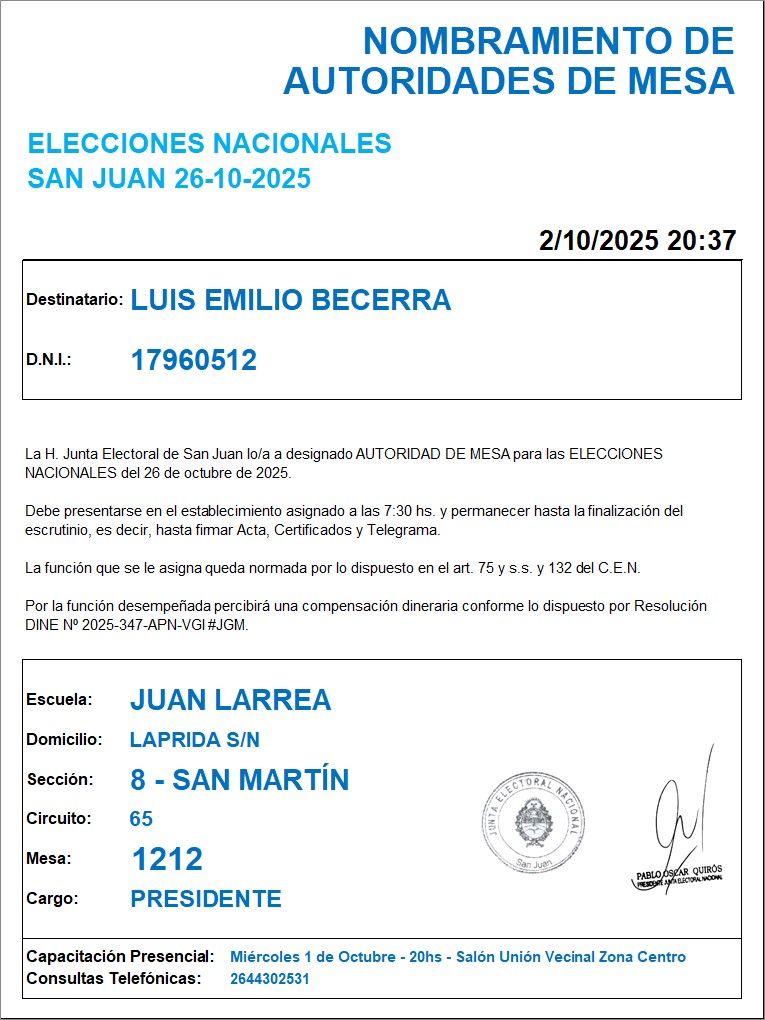 NOMBRAMIENTO DE
AUTORIDADES DE MESA
ELECCIONES NACIONALES
SAN JUAN 26-10-2025
2/10/2025 20:37
Destinatario: LUIS EMILIO BECERRA
D.N.I.: 17960512
La H. Junta Electoral de San Juan lo/a a designado AUTORIDAD DE MESA para las ELECCIONES
NACIONALES del 26 de octubre de 2025.
Debe presentarse en el establecimiento asignado a las 7:30 hs. y permanecer hasta la finalización del
escrutinio, es decir, hasta firmar Acta, Certificados y Telegrama.
La función que se le asigna queda normada por lo dispuesto en el art. 75 y s.s. y 132 del C.E.N.
Por la función desempeñada percibirá una compensación dineraria conforme lo dispuesto por Resolución
DINE Nº 2025-347-APN-VGI#JGM.
Escuela: JUAN LARREA
Domicilio: LAPRIDA S/N
Sección: 8 - SAN MARTÍN
Circuito: 65
Mesa: 1212
Cargo: PRESIDENTE
JUNTA ELECTORAL NACIONAL
San Juan
PABLO OSCAR QUIRÓS
PRESIDENTE JUNTA ELECTORAL NACIONAL
Capacitación Presencial: Miércoles 1 de Octubre - 20hs - Salón Unión Vecinal Zona Centro
Consultas Telefónicas: 2644302531